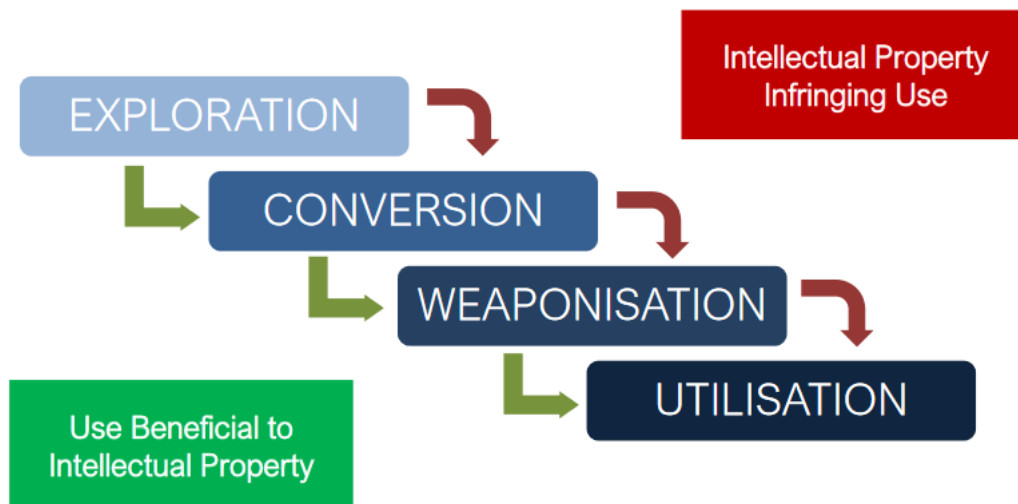 Intellectual Property
Infringing Use
EXPLORATION
CONVERSION
WEAPONISATION
UTILISATION
Use Beneficial to
Intellectual Property